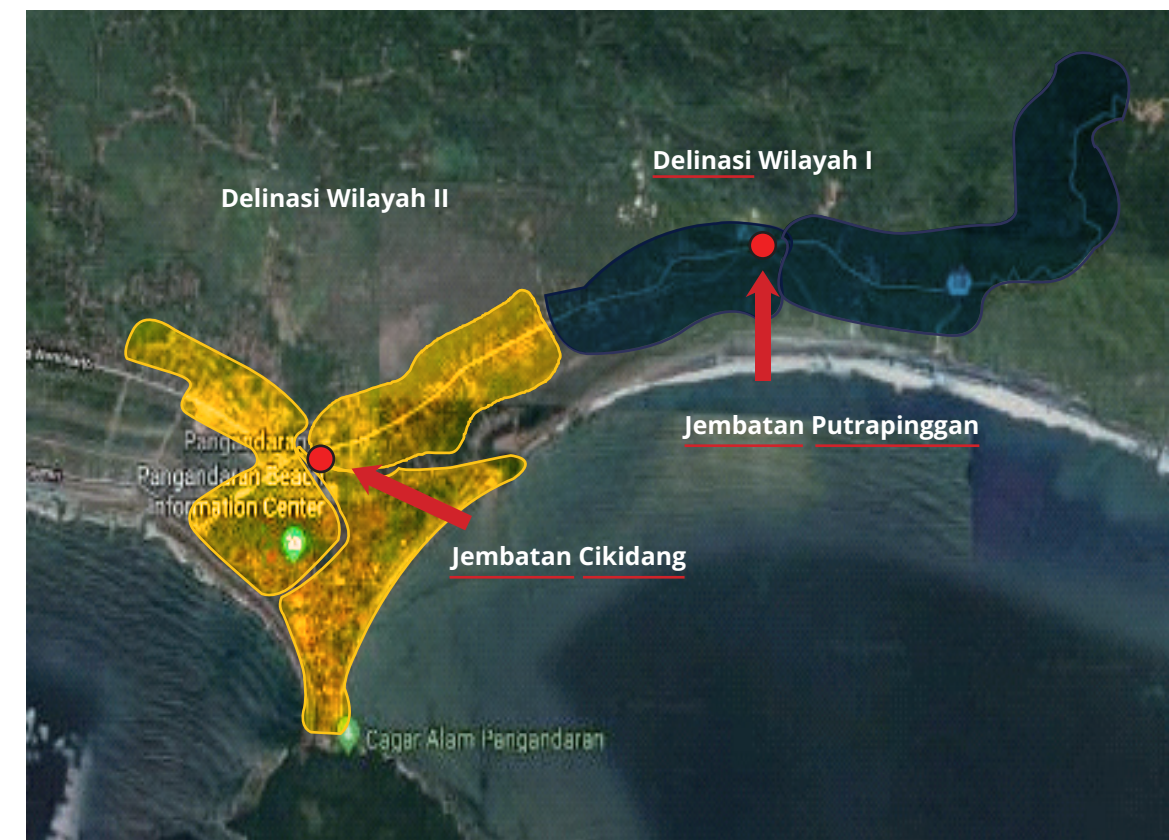 Delinasi Wilayah I
Delinasi Wilayah II
Jembatan Putrapinggan
Pangandaran
Pangandaran Beach
Information Center
Jembatan Cikidang
Cagar Alam Pangandaran